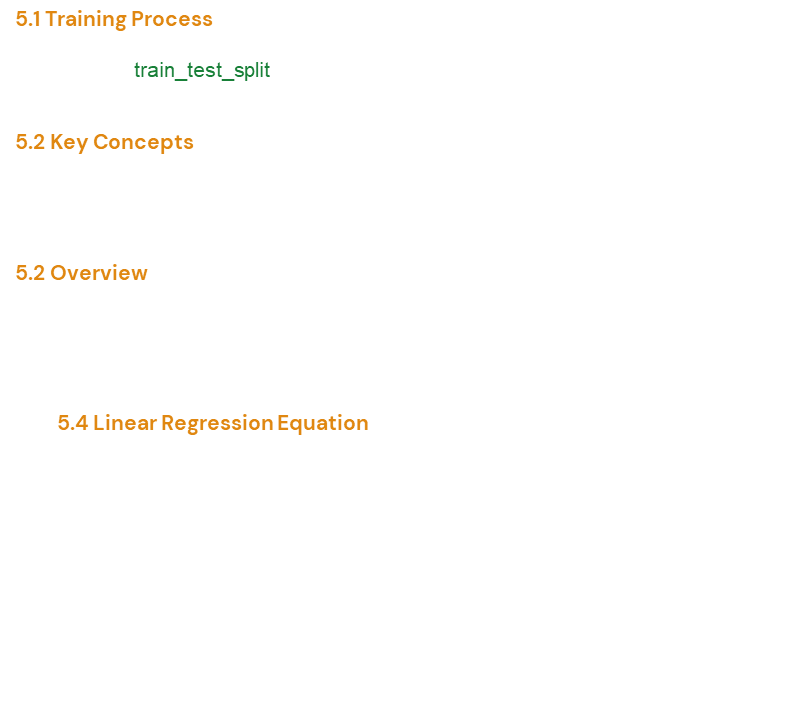 5.1 Training Process
train_test_split
5.2 Key Concepts
5.2 Overview
5.4 Linear Regression Equation